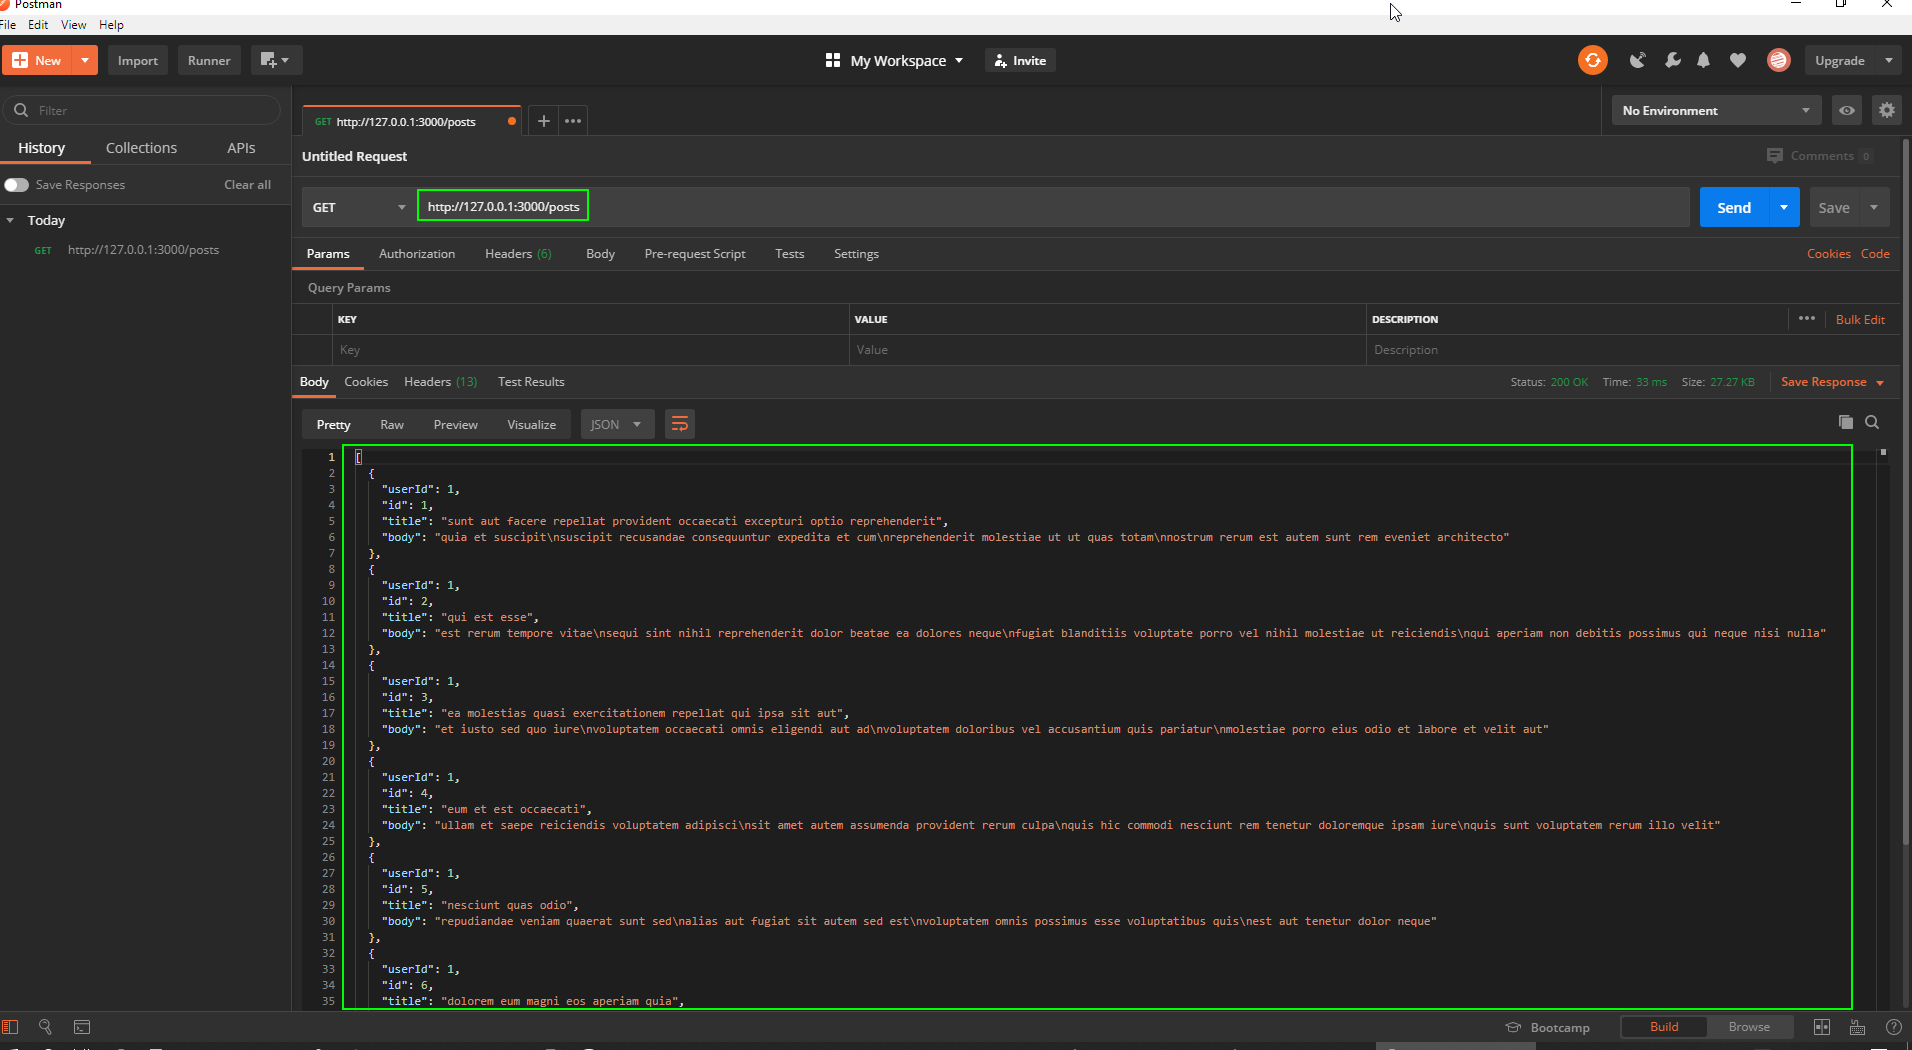 Postman
File Edit View Help
New Import Runner My Workspace Invite Upgrade
Filter
History Collections APIs
Save Responses Clear all
Today
GET http://127.0.0.1:3000/posts
GET http://127.0.0.1:3000/posts
No Environment
Untitled Request Comments 0
GET http://127.0.0.1:3000/posts Send Save
Params Authorization Headers (6) Body Pre-request Script Tests Settings Cookies Code
Query Params
KEY VALUE DESCRIPTION Bulk Edit
Key Value Description
Body Cookies Headers (13) Test Results Status: 200 OK Time: 33 ms Size: 27.27 KB Save Response
Pretty Raw Preview Visualize JSON
1 [
2 {
3 "userId": 1,
4 "id": 1,
5 "title": "sunt aut facere repellat provident occaecati excepturi optio reprehenderit",
6 "body": "quia et suscipit\nsuscipit recusandae consequuntur expedita et cum\nreprehenderit molestiae ut ut quas totam\nnostrum rerum est autem sunt rem eveniet architecto"
7 },
8 {
9 "userId": 1,
10 "id": 2,
11 "title": "qui est esse",
12 "body": "est rerum tempore vitae\nsequi sint nihil reprehenderit dolor beatae ea dolores neque\nfugiat blanditiis voluptate porro vel nihil molestiae ut reiciendis\nqui aperiam non debitis possimus qui neque nisi nulla"
13 },
14 {
15 "userId": 1,
16 "id": 3,
17 "title": "ea molestias quasi exercitationem repellat qui ipsa sit aut",
18 "body": "et iusto sed quo iure\nvoluptatem occaecati omnis eligendi aut ad\nvoluptatem doloribus vel accusantium quis pariatur\nmolestiae porro eius odio et labore et velit aut"
19 },
20 {
21 "userId": 1,
22 "id": 4,
23 "title": "eum et est occaecati",
24 "body": "ullam et saepe reiciendis voluptatem adipisci\nsit amet autem assumenda provident rerum culpa\nquis hic commodi nesciunt rem tenetur doloremque ipsam iure\nquis sunt voluptatem rerum illo velit"
25 },
26 {
27 "userId": 1,
28 "id": 5,
29 "title": "nesciunt quas odio",
30 "body": "repudiandae veniam quaerat sunt sed\nalias aut fugiat sit autem sed est\nvoluptatem omnis possimus esse voluptatibus quis\nest aut tenetur dolor neque"
31 },
32 {
33 "userId": 1,
34 "id": 6,
35 "title": "dolorem eum magni eos aperiam quia",
Bootcamp Build Browse